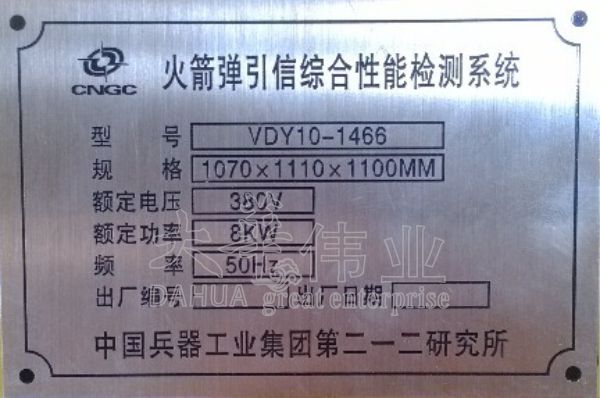 CNGC 火箭弹引信综合性能检测系统
型 号 VDY10-1466
规 格 1070×1110×1100MM
额定电压 380V
额定功率 8KW
频 率 50Hz
出厂编号 出厂日期
中国兵器工业集团第二一二研究所
大华伟业
DAHUA great enterprise